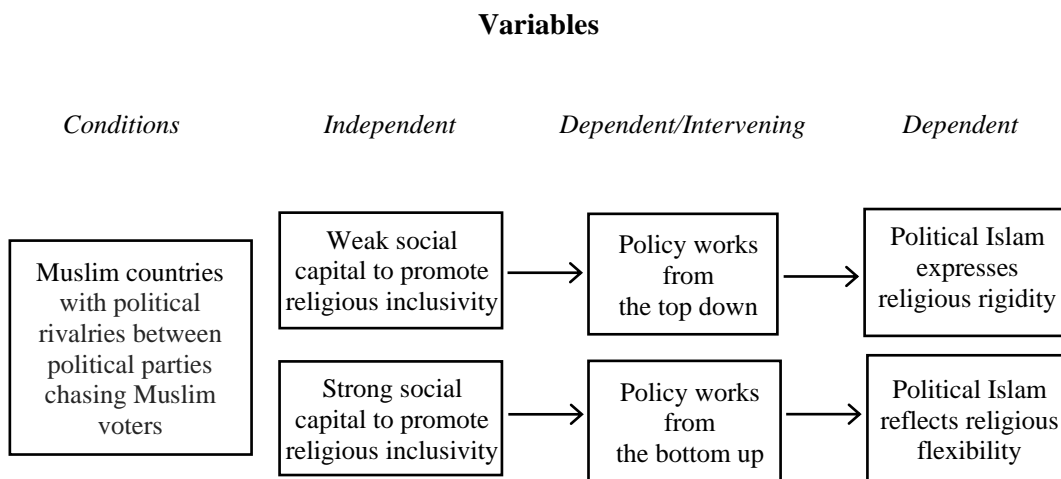 Variables
Conditions
Independent
Dependent/Intervening
Dependent
Muslim countries
with political
rivalries between
political parties
chasing Muslim
voters
Weak social
capital to promote
religious inclusivity
Policy works
from
the top down
Political Islam
expresses
religious rigidity
Strong social
capital to promote
religious inclusivity
Policy works
from
the bottom up
Political Islam
reflects religious
flexibility